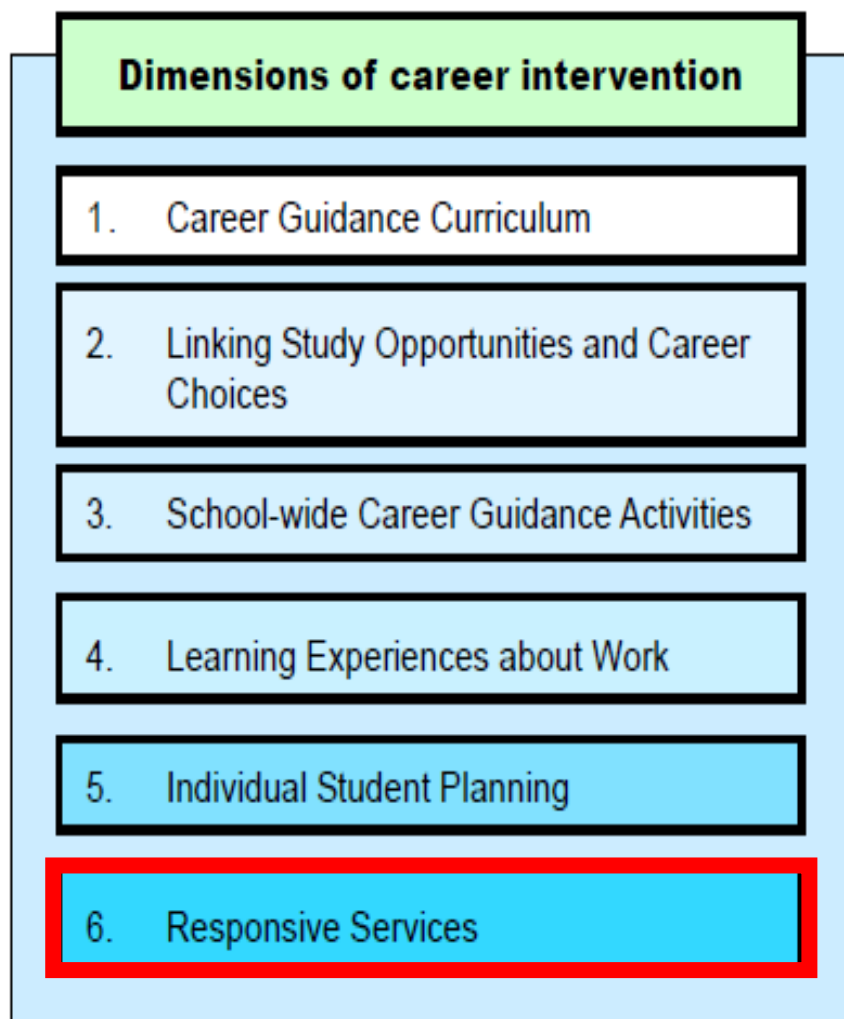 Dimensions of career intervention
1. Career Guidance Curriculum
2. Linking Study Opportunities and Career
Choices
3. School-wide Career Guidance Activities
4. Learning Experiences about Work
5. Individual Student Planning
6. Responsive Services